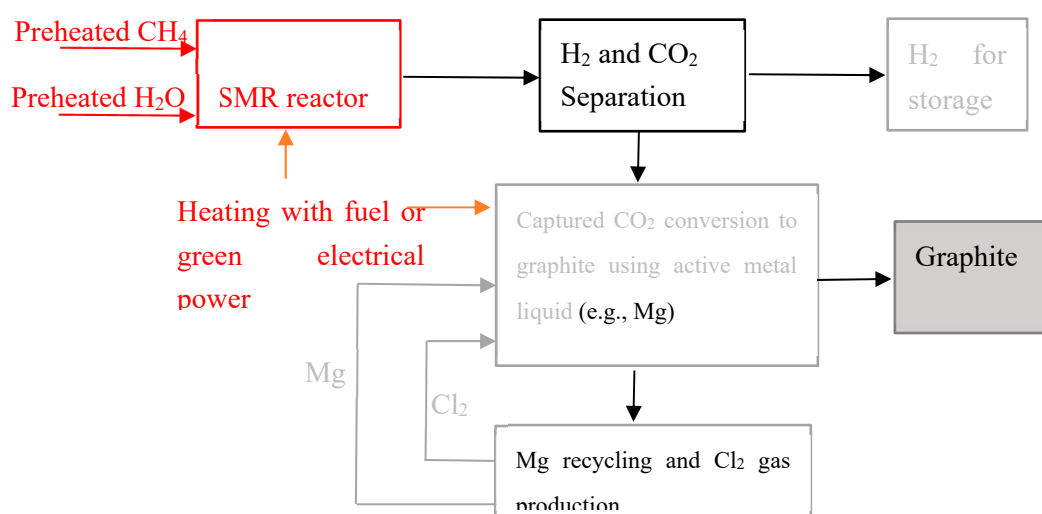 Preheated CH₄
Preheated H₂O
SMR reactor
H₂ and CO₂
Separation
H₂ for
storage
Heating with fuel or
green electrical
power
Captured CO₂ conversion to
graphite using active metal
liquid (e.g., Mg)
Graphite
Mg
Cl₂
Mg recycling and Cl₂ gas
production